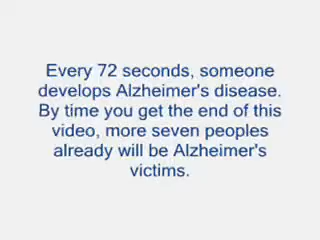 Every 72 seconds, someone
develops Alzheimer's disease.
By time you get the end of this
video, more seven peoples
already will be Alzheimer's
victims.